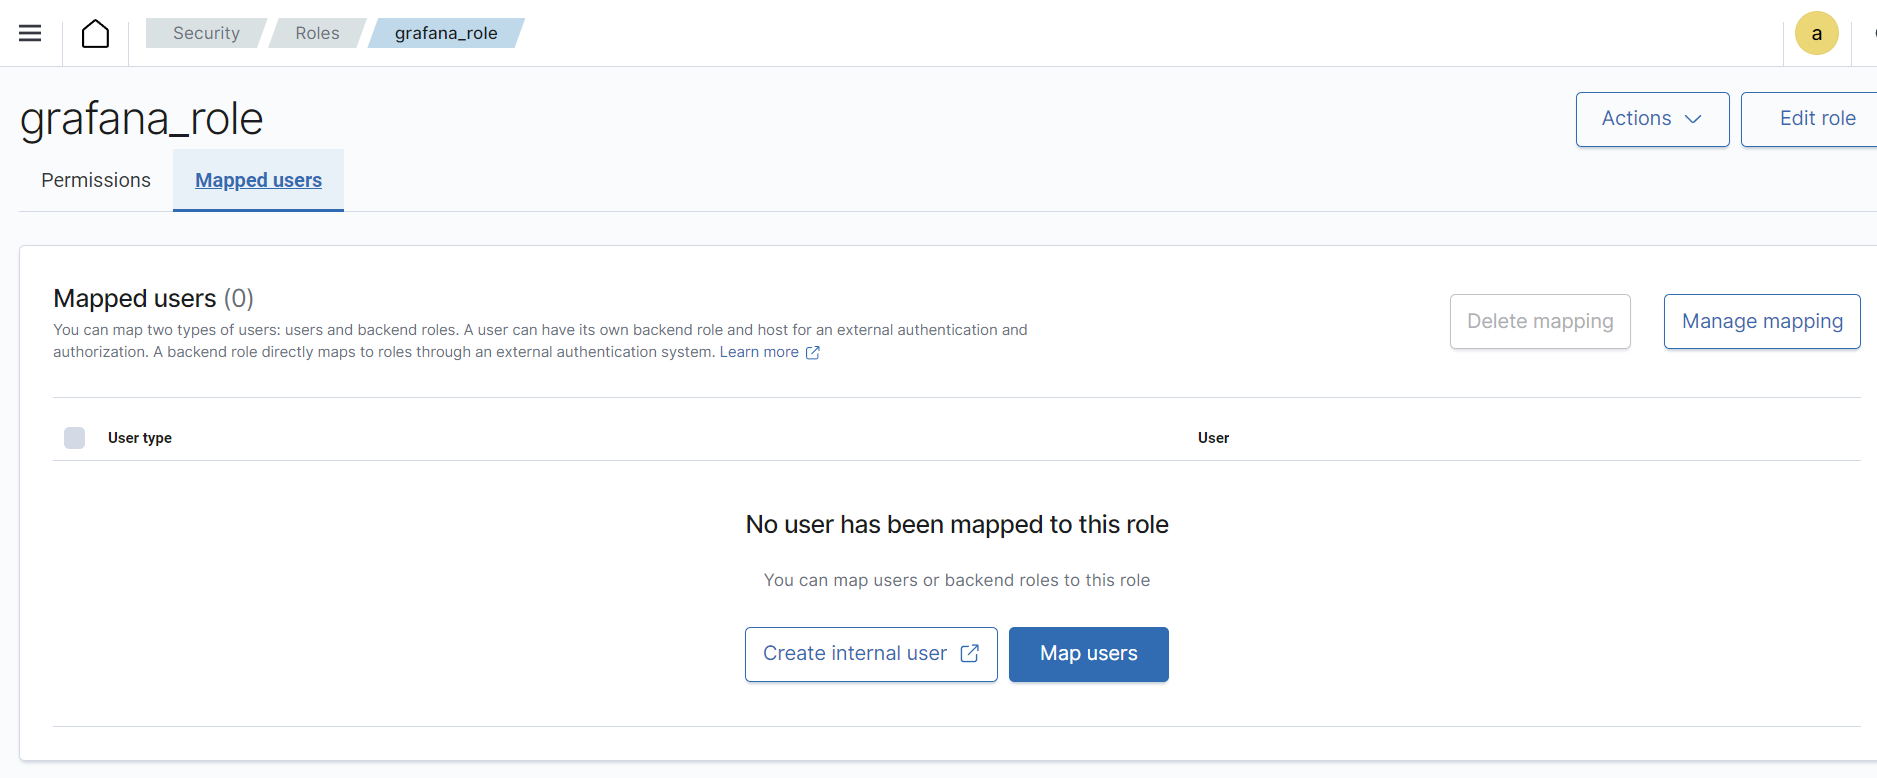 Security Roles grafana_role
a
grafana_role
Actions Edit role
Permissions Mapped users
Mapped users (0)
You can map two types of users: users and backend roles. A user can have its own backend role and host for an external authentication and
authorization. A backend role directly maps to roles through an external authentication system. Learn more
Delete mapping Manage mapping
User type User
No user has been mapped to this role
You can map users or backend roles to this role
Create internal user Map users